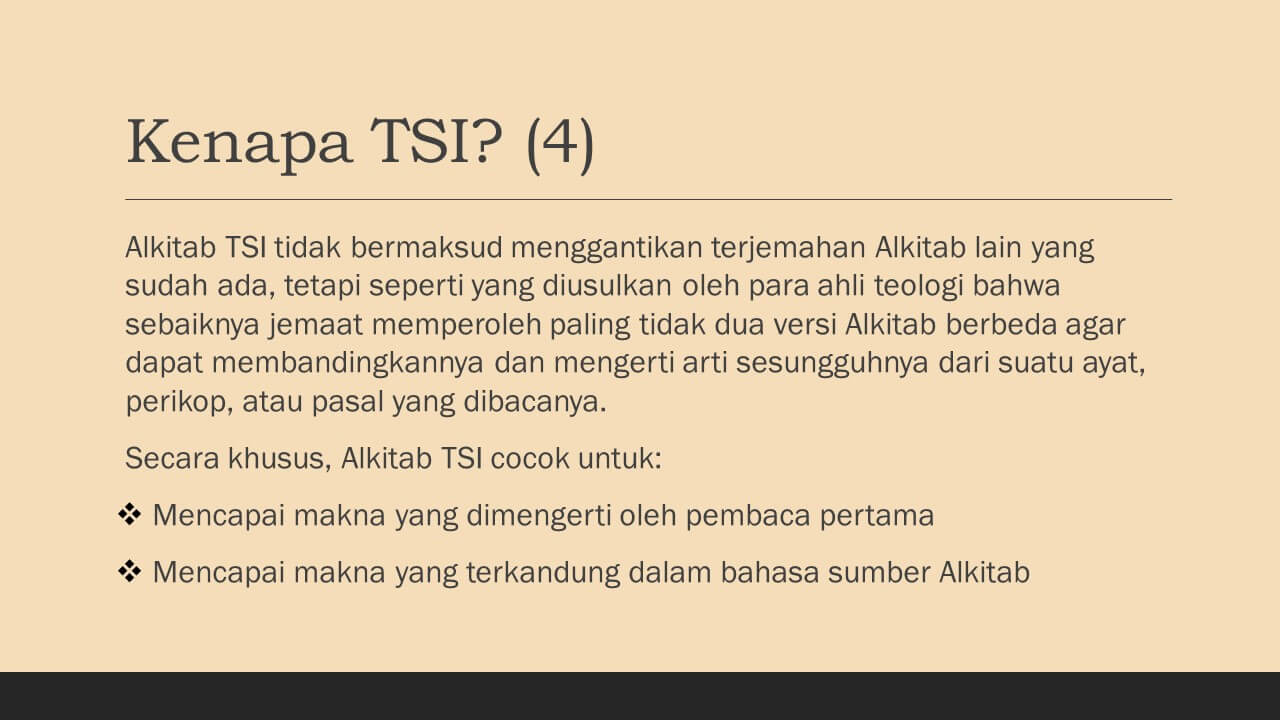 Kenapa TSI? (4)
Alkitab TSI tidak bermaksud menggantikan terjemahan Alkitab lain yang
sudah ada, tetapi seperti yang diusulkan oleh para ahli teologi bahwa
sebaiknya jemaat memperoleh paling tidak dua versi Alkitab berbeda agar
dapat membandingkannya dan mengerti arti sesungguhnya dari suatu ayat,
perikop, atau pasal yang dibacanya.
Secara khusus, Alkitab TSI cocok untuk:
❖ Mencapai makna yang dimengerti oleh pembaca pertama
❖ Mencapai makna yang terkandung dalam bahasa sumber Alkitab